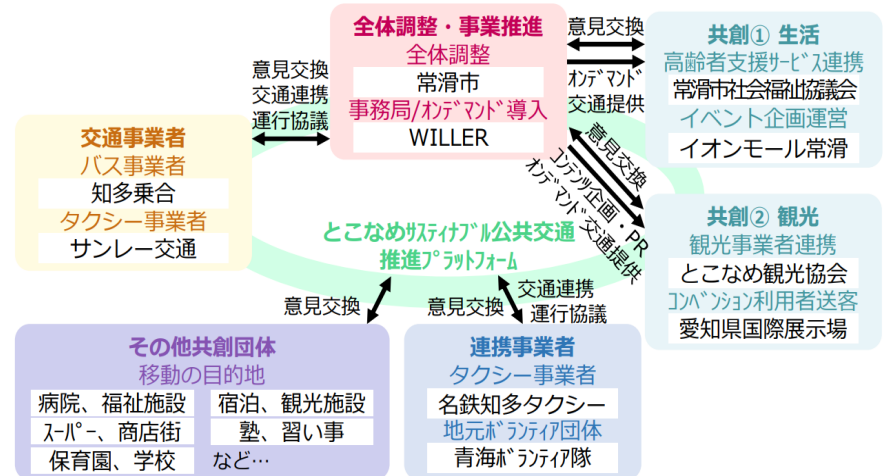 全体調整・事業推進
全体調整
常滑市
事務局/ｵﾝﾃﾞﾏﾝﾄﾞ導入
WILLER
意見交換
交通連携
運行協議
意見交換
ｵﾝﾃﾞﾏﾝﾄﾞ
交通提供
共創① 生活
高齢者支援ｻｰﾋﾞｽ連携
常滑市社会福祉協議会
イベント企画運営
イオンモール常滑
交通事業者
バス事業者
知多乗合
タクシー事業者
サンレー交通
意見交換
ｺﾝﾃﾝﾂ企画・PR
ｵﾝﾃﾞﾏﾝﾄﾞ交通提供
共創② 観光
観光事業者連携
とこなめ観光協会
ｺﾝﾍﾞﾝｼｮﾝ利用者送客
愛知県国際展示場
とこなめｻｽﾃｨﾅﾌﾞﾙ公共交通
推進ﾌﾟﾗｯﾄﾌｫｰﾑ
意見交換
意見交換
交通連携
運行協議
その他共創団体
移動の目的地
病院、福祉施設
宿泊、観光施設
ｽｰﾊﾟｰ、商店街
塾、習い事
保育園、学校
など…
連携事業者
タクシー事業者
名鉄知多タクシー
地元ﾎﾞﾗﾝﾃｨｱ団体
青海ﾎﾞﾗﾝﾃｨｱ隊